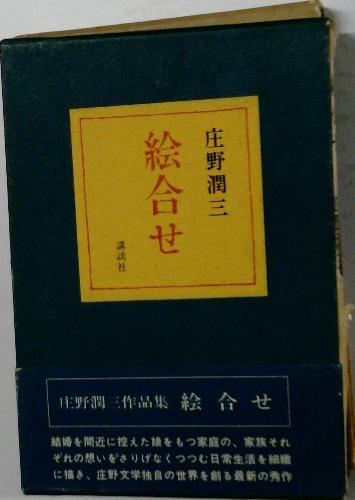 庄野潤三
絵合せ
講談社
庄野潤三作品集 絵合せ
結婚を間近に控えた娘をもつ家庭の、家族それ
ぞれの想いをさりげなくつつむ日常生活を細繊
に描き、庄野文学独自の世界を創る最新の秀作